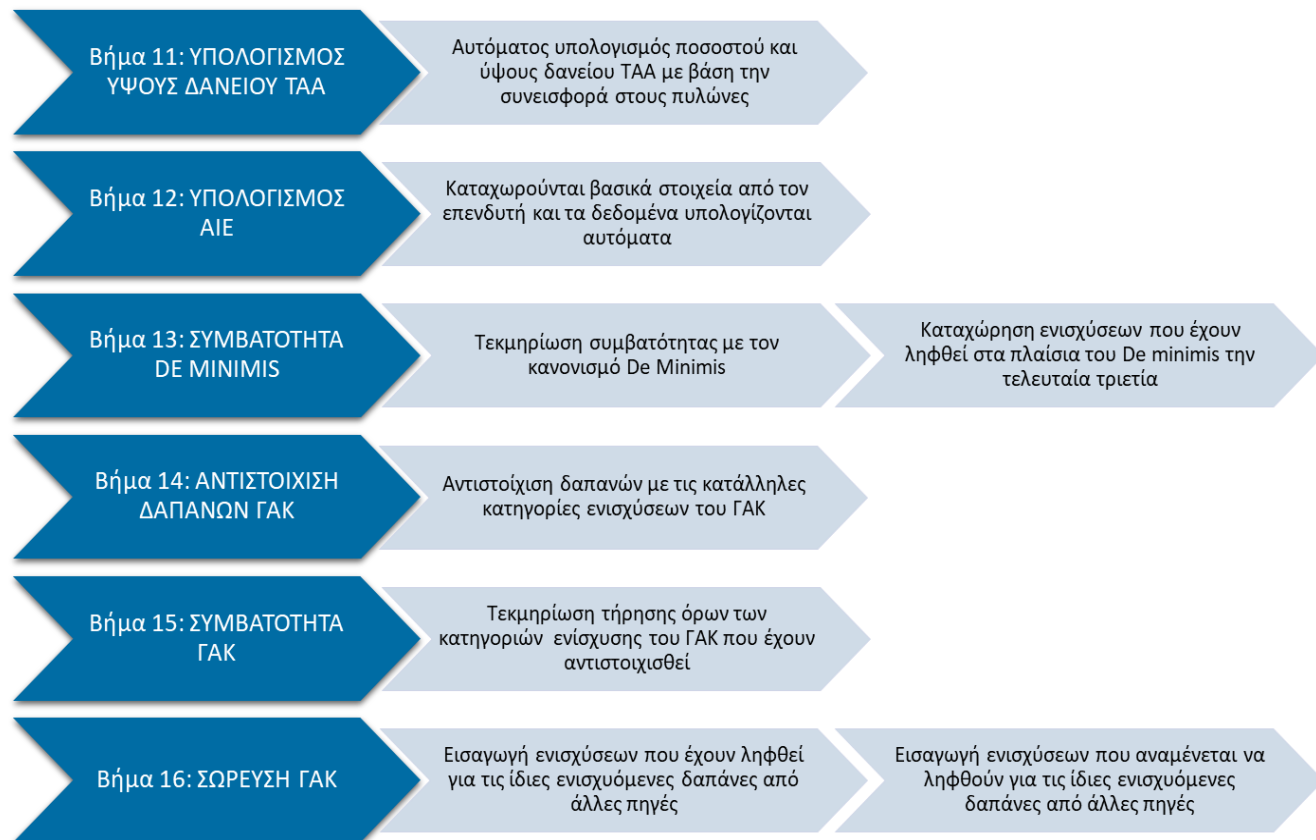 Βήμα 11: ΥΠΟΛΟΓΙΣΜΟΣ
ΥΨΟΥΣ ΔΑΝΕΙΟΥ ΤΑΑ
Αυτόματος υπολογισμός ποσοστού και
ύψους δανείου ΤΑΑ με βάση την
συνεισφορά στους πυλώνες
Βήμα 12: ΥΠΟΛΟΓΙΣΜΟΣ
ΑΙΕ
Καταχωρούνται βασικά στοιχεία από τον
επενδυτή και τα δεδομένα υπολογίζονται
αυτόματα
Βήμα 13: ΣΥΜΒΑΤΟΤΗΤΑ
DE MINIMIS
Τεκμηρίωση συμβατότητας με τον
κανονισμό De Minimis
Καταχώρηση ενισχύσεων που έχουν
ληφθεί στα πλαίσια του De minimis την
τελευταία τριετία
Βήμα 14: ΑΝΤΙΣΤΟΙΧΙΣΗ
ΔΑΠΑΝΩΝ ΓΑΚ
Αντιστοίχιση δαπανών με τις κατάλληλες
κατηγορίες ενισχύσεων του ΓΑΚ
Βήμα 15: ΣΥΜΒΑΤΟΤΗΤΑ
ΓΑΚ
Τεκμηρίωση τήρησης όρων των
κατηγοριών ενίσχυσης του ΓΑΚ που έχουν
αντιστοιχισθεί
Βήμα 16: ΣΩΡΕΥΣΗ ΓΑΚ
Εισαγωγή ενισχύσεων που έχουν ληφθεί
για τις ίδιες ενισχυόμενες δαπάνες από
άλλες πηγές
Εισαγωγή ενισχύσεων που αναμένεται να
ληφθούν για τις ίδιες ενισχυόμενες
δαπάνες από άλλες πηγές